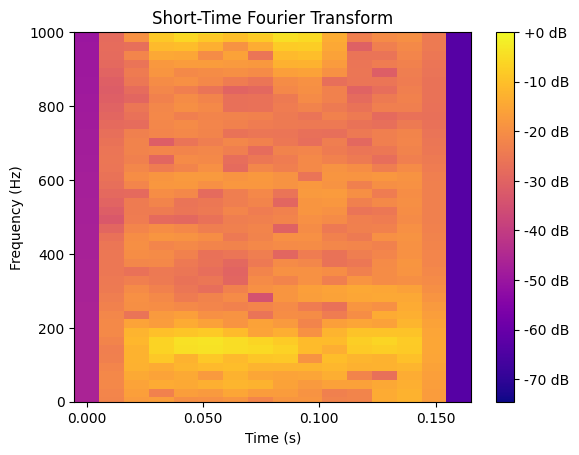 Short-Time Fourier Transform
1000
800
600
400
200
0
Frequency (Hz)
0.000
0.050
0.100
0.150
Time (s)
+0 dB
-10 dB
-20 dB
-30 dB
-40 dB
-50 dB
-60 dB
-70 dB